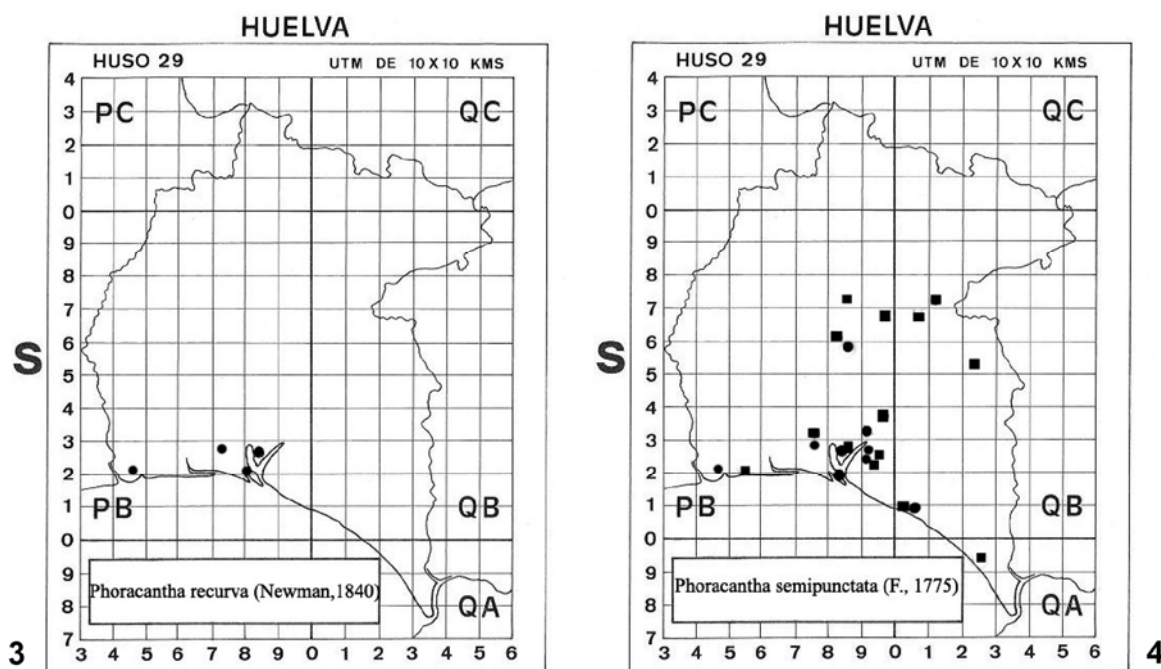 HUELVA
HUSO 29 UTM DE 10 X 10 KMS
4
3
2
1
0
9
8
7
6
5
4
3
2
1
0
9
8
7
PC QC
S
PB QB
QA
Phoracantha recurva (Newman,1840)
3 4 5 6 7 8 9 0 1 2 3 4 5 6
3
HUELVA
HUSO 29 UTM DE 10 X 10 KMS
4
3
2
1
0
9
8
7
6
5
4
3
2
1
0
9
8
7
PC QC
S
PB QB
QA
Phoracantha semipunctata (F., 1775)
3 4 5 6 7 8 9 0 1 2 3 4 5 6
4